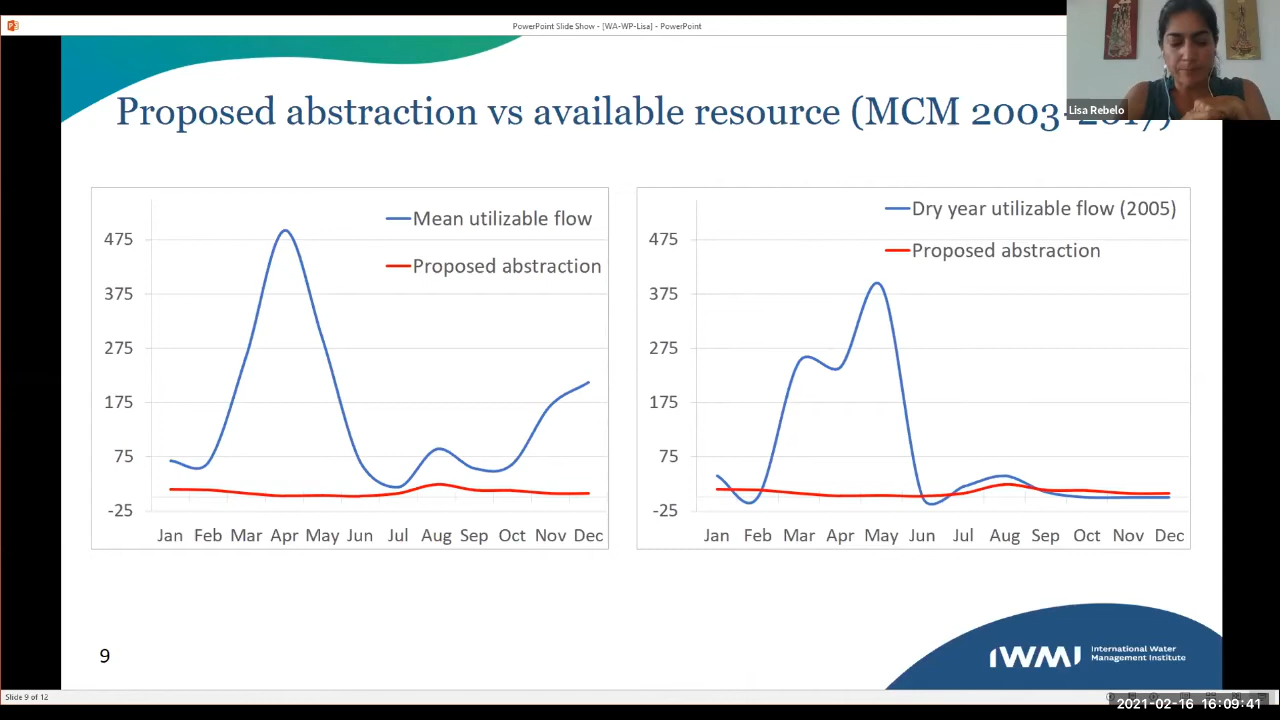 PowerPoint Slide Show - [WA-WP-Lisa] - PowerPoint
Lisa Rebelo
Proposed abstraction vs available resource (MCM 2003-2017)
Mean utilizable flow
Proposed abstraction
475
375
275
175
75
-25
Jan Feb Mar Apr May Jun Jul Aug Sep Oct Nov Dec
Dry year utilizable flow (2005)
Proposed abstraction
475
375
275
175
75
-25
Jan Feb Mar Apr May Jun Jul Aug Sep Oct Nov Dec
9
IWMI
International Water
Management Institute
Slide 9 of 12
2021-02-16 16:09:41